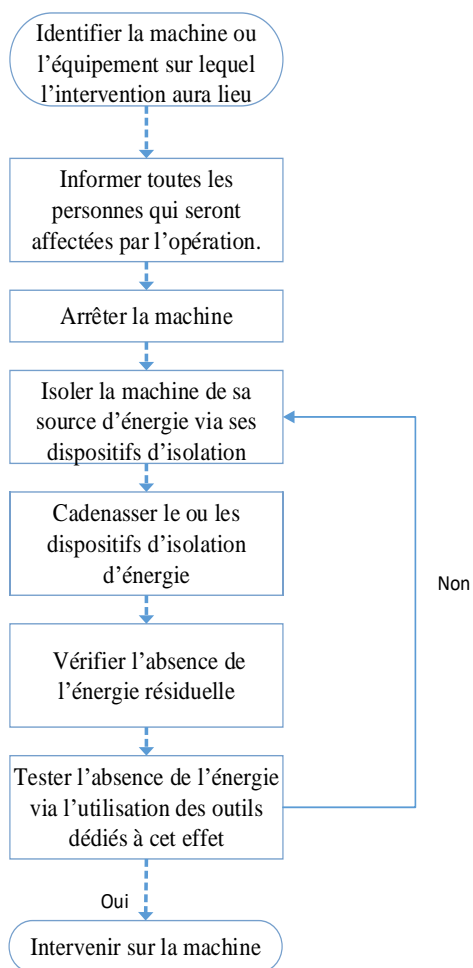 Identifier la machine ou
l’équipement sur lequel
l’intervention aura lieu
Informer toutes les
personnes qui seront
affectées par l’opération.
Arrêter la machine
Isoler la machine de sa
source d’énergie via ses
dispositifs d’isolation
Cadenasser le ou les
dispositifs d’isolation
d’énergie
Non
Vérifier l’absence de
l’énergie résiduelle
Tester l’absence de l’énergie
via l’utilisation des outils
dédiés à cet effet
Oui
Intervenir sur la machine